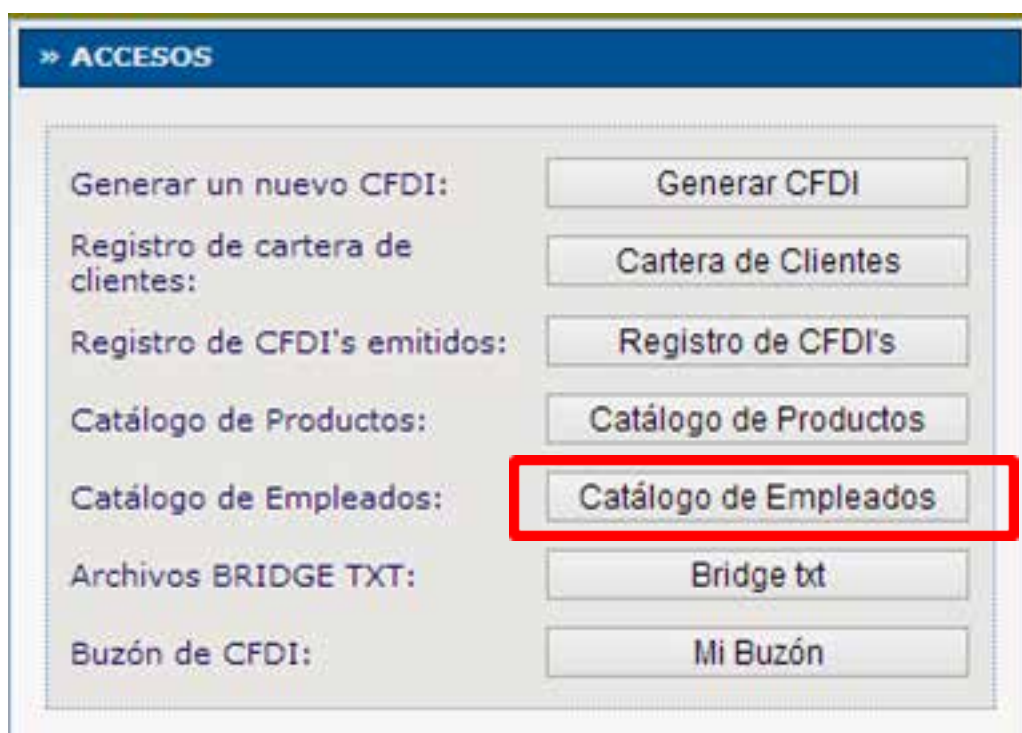 » ACCESOS
Generar un nuevo CFDI: Generar CFDI
Registro de cartera de
clientes: Cartera de Clientes
Registro de CFDI's emitidos: Registro de CFDI's
Catálogo de Productos: Catálogo de Productos
Catálogo de Empleados: Catálogo de Empleados
Archivos BRIDGE TXT: Bridge txt
Buzón de CFDI: Mi Buzón